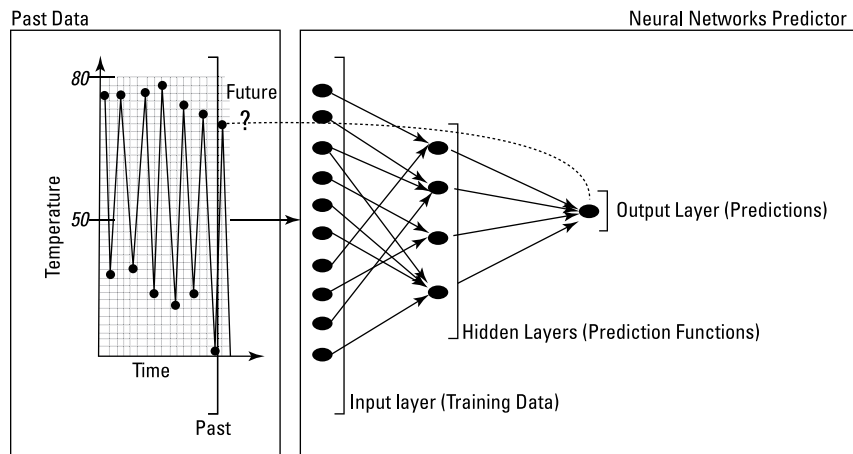 Past Data
Neural Networks Predictor
80
Future
?
50
Temperature
Output Layer (Predictions)
Hidden Layers (Prediction Functions)
Time
Input layer (Training Data)
Past